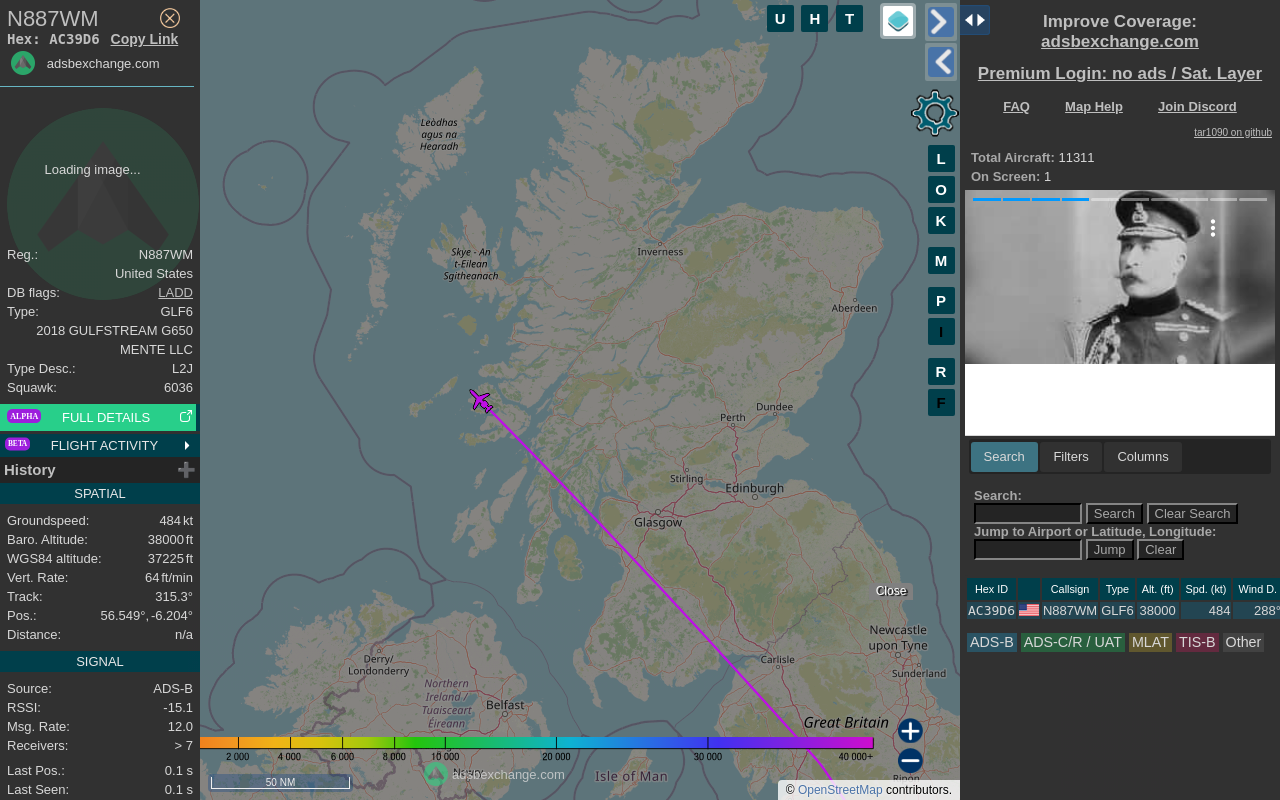 N887WM
Hex: AC39D6 Copy Link
adsbexchange.com
Loading image...
Reg.: N887WM
United States
DB flags: LADD
Type: GLF6
2018 GULFSTREAM G650
MENTE LLC
Type Desc.: L2J
Squawk: 6036
ALPHA FULL DETAILS
BETA FLIGHT ACTIVITY
History
SPATIAL
Groundspeed: 484 kt
Baro. Altitude: 38000 ft
WGS84 altitude: 37225 ft
Vert. Rate: 64 ft/min
Track: 315.3°
Pos.: 56.549°, -6.204°
Distance: n/a
SIGNAL
Source: ADS-B
RSSI: -15.1
Msg. Rate: 12.0
Receivers: > 7
Last Pos.: 0.1 s
Last Seen: 0.1 s
U H T
L
O
K
M
P
I
R
F
Leòdhas
agus na
Hearadh
Skye - An
t-Eilean
Sgitheanach
Inverness
Aberdeen
Dundee
Perth
Stirling
Edinburgh
Glasgow
Close
Newcastle
upon Tyne
Sunderland
Carlisle
Derry/
Londonderry
Northern
Ireland /
Tuaisceart
Éireann
Belfast
Great Britain
2 000 4 000 6 000 8 000 10 000 20 000 30 000 40 000+
adsbexchange.com
Isle of Man
Ripon
50 NM
© OpenStreetMap contributors.
Improve Coverage:
adsbexchange.com
Premium Login: no ads / Sat. Layer
FAQ Map Help Join Discord
tar1090 on github
Total Aircraft: 11311
On Screen: 1
Search Filters Columns
Search:
Search Clear Search
Jump to Airport or Latitude, Longitude:
Jump Clear
Hex ID Callsign Type Alt. (ft) Spd. (kt) Wind D.
AC39D6 N887WM GLF6 38000 484 288°
ADS-B ADS-C/R / UAT MLAT TIS-B Other